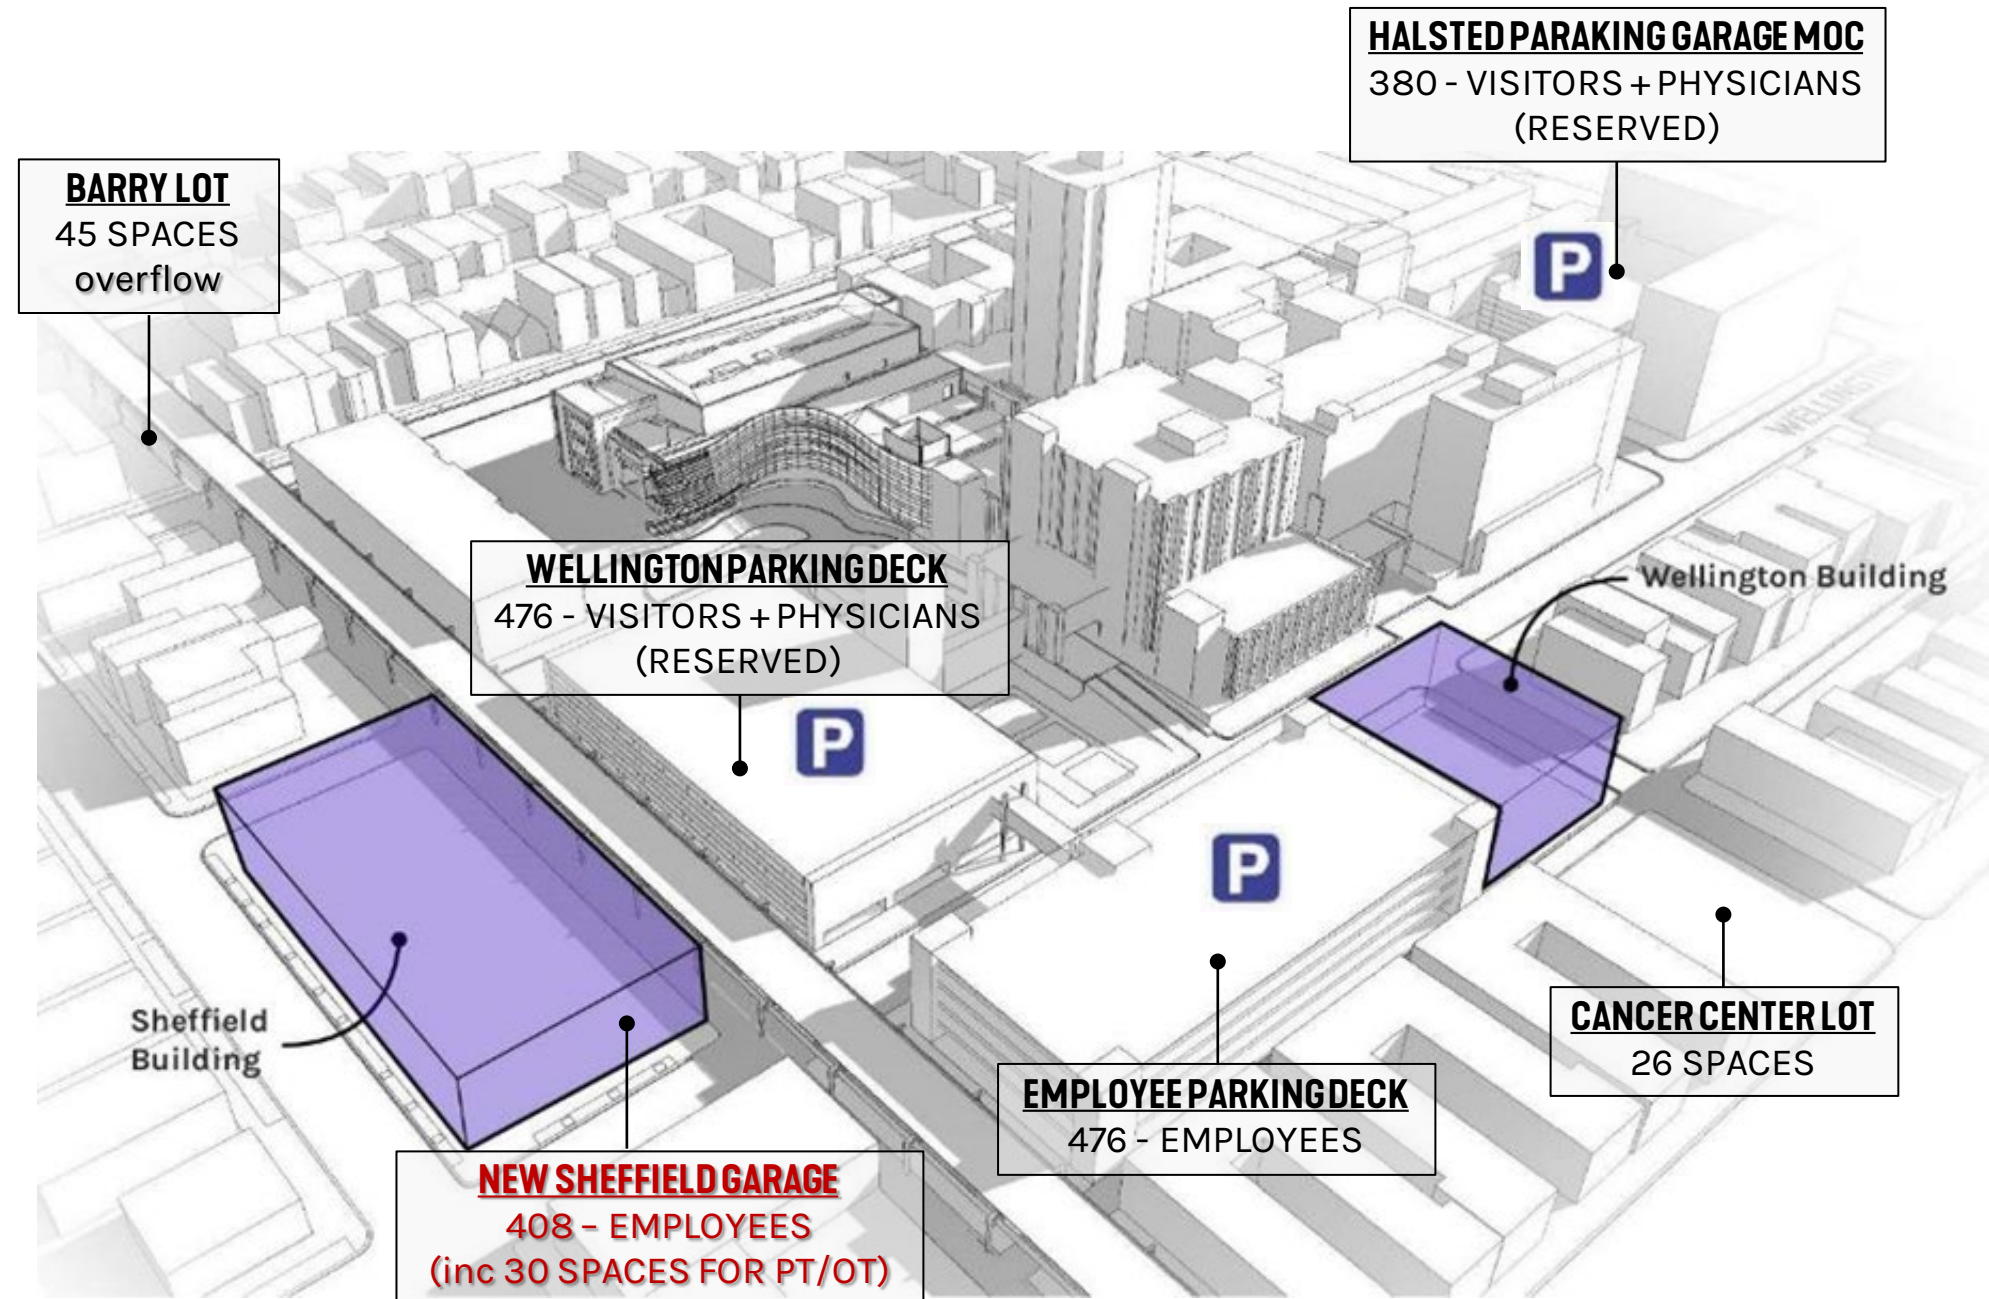 HALSTED PARAKING GARAGE MOC
380 - VISITORS + PHYSICIANS
(RESERVED)
BARRY LOT
45 SPACES
overflow
P
WELLINGTON
WELLINGTON PARKING DECK
476 - VISITORS + PHYSICIANS
(RESERVED)
Wellington Building
P
P
Sheffield
Building
CANCER CENTER LOT
26 SPACES
EMPLOYEE PARKING DECK
476 - EMPLOYEES
NEW SHEFFIELD GARAGE
408 – EMPLOYEES
(inc 30 SPACES FOR PT/OT)